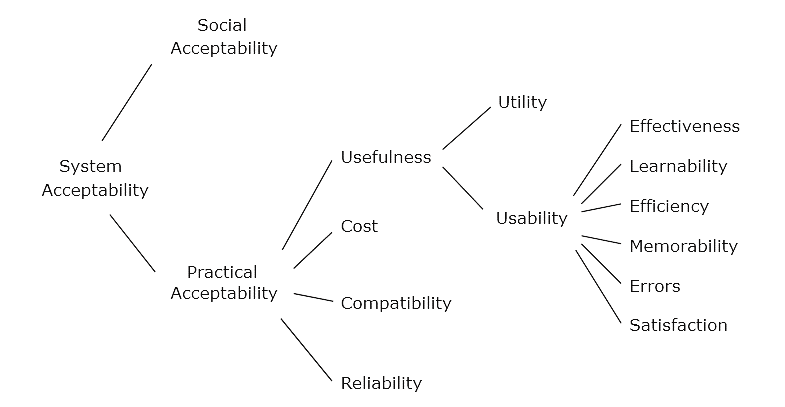 Social
Acceptability
System
Acceptability
Practical
Acceptability
Usefulness
Cost
Compatibility
Reliability
Utility
Usability
Effectiveness
Learnability
Efficiency
Memorability
Errors
Satisfaction